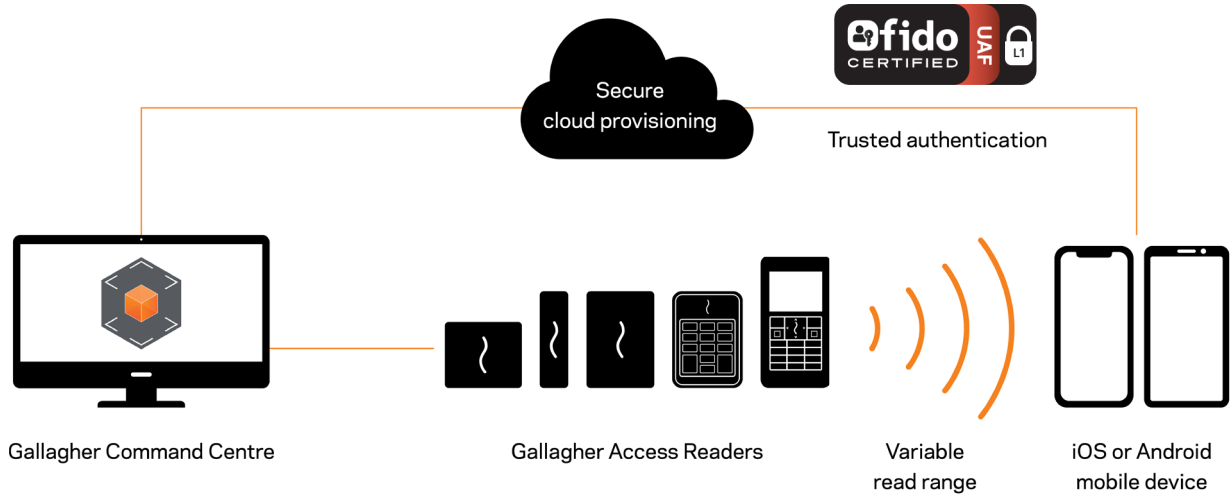 fido
CERTIFIED
UAF
L1
Secure
cloud provisioning
Trusted authentication
Gallagher Command Centre
Gallagher Access Readers
Variable
read range
iOS or Android
mobile device